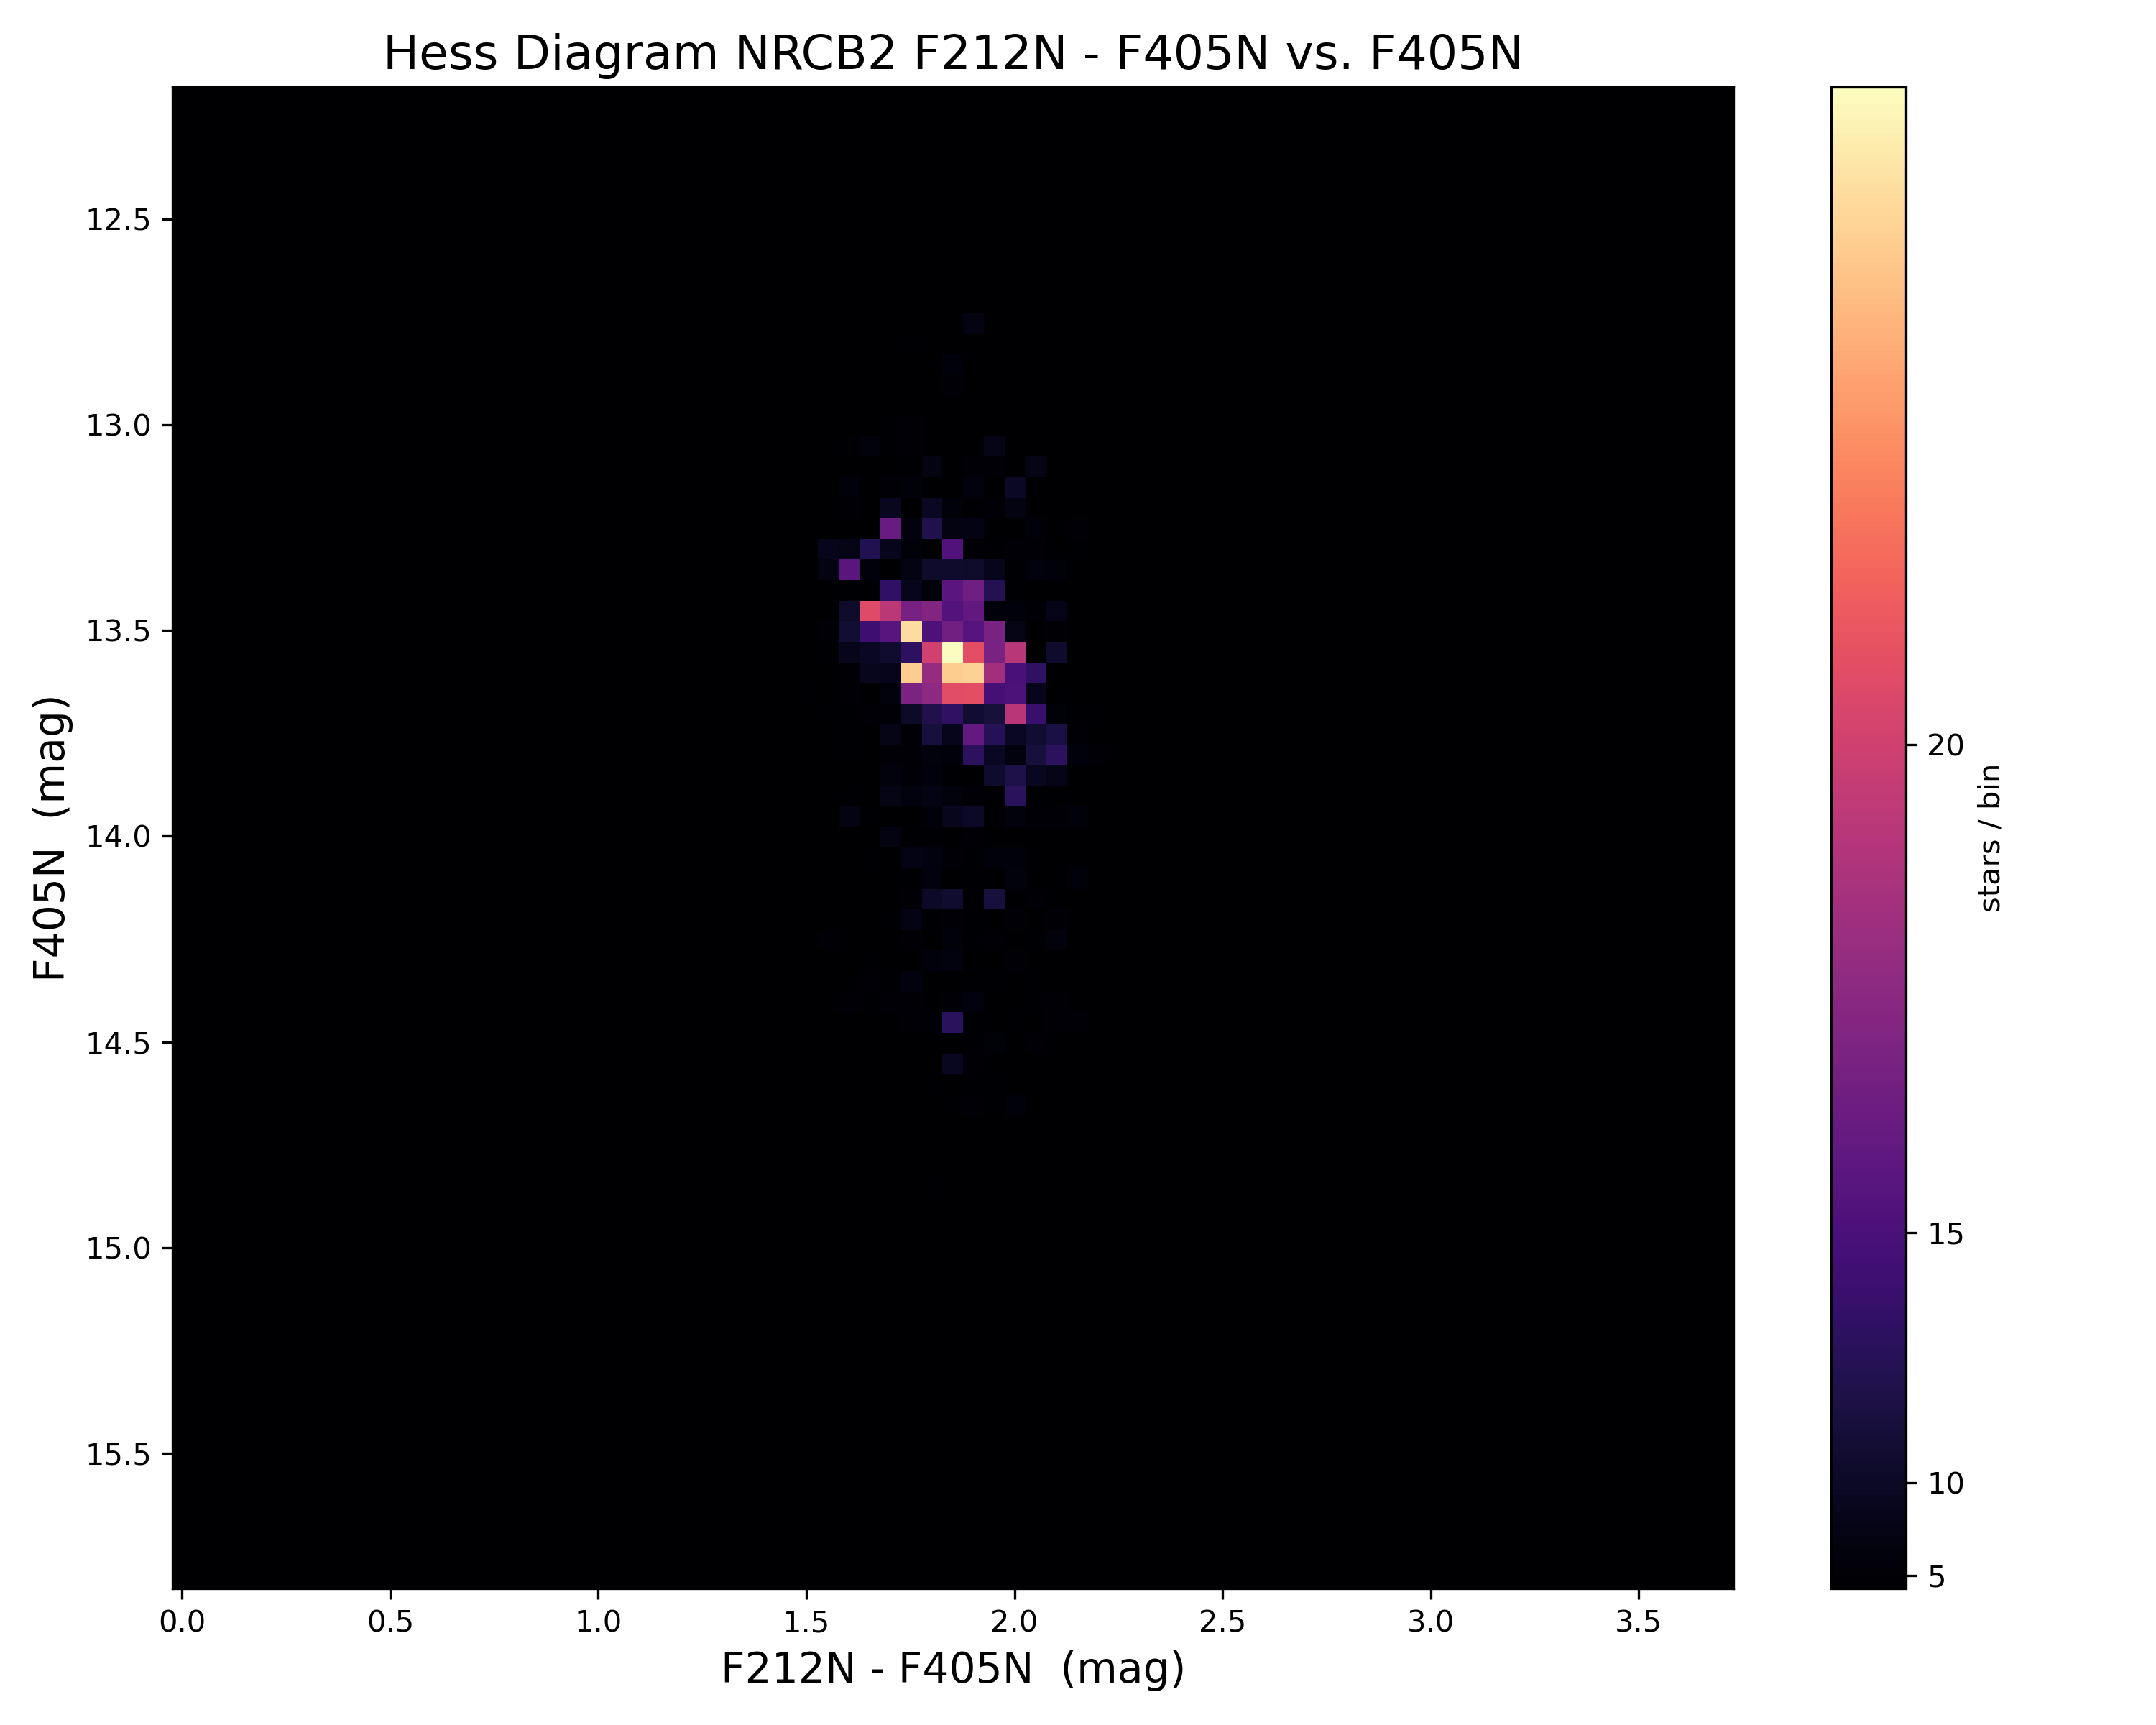 Hess Diagram NRCB2 F212N - F405N vs. F405N
12.5
13.0
13.5
14.0
14.5
15.0
15.5
F405N (mag)
0.0 0.5 1.0 1.5 2.0 2.5 3.0 3.5
F212N - F405N (mag)
20
15
10
5
stars / bin